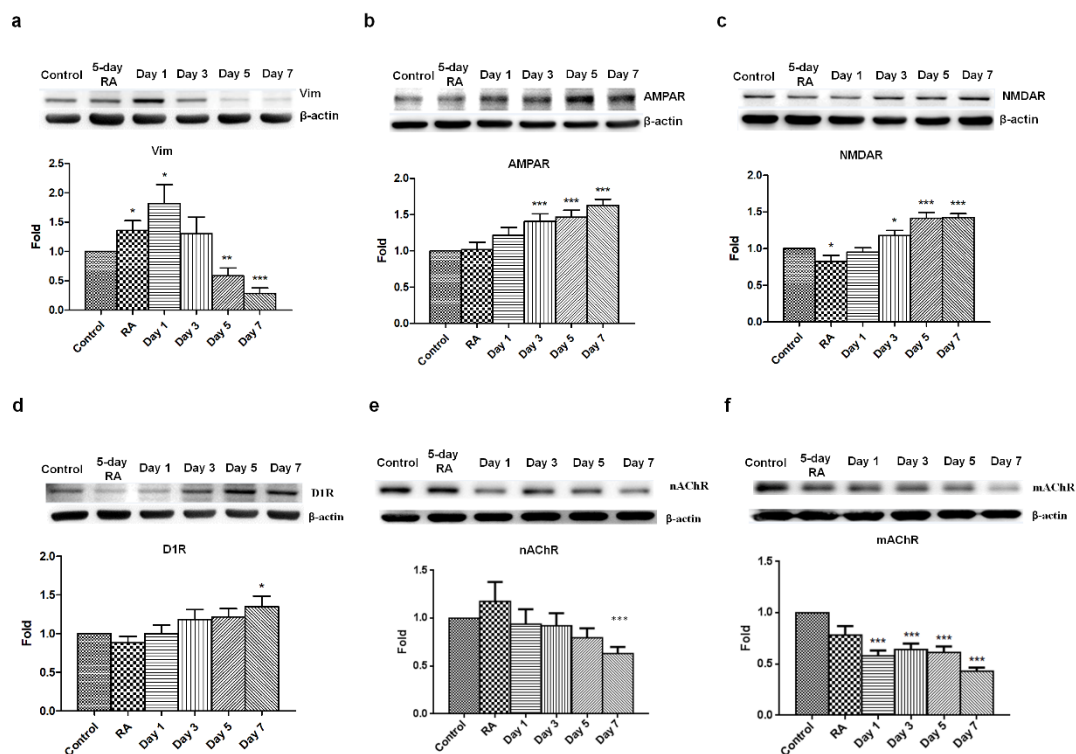 a
Control 5-day RA Day 1 Day 3 Day 5 Day 7
Vim
β-actin
Vim
Fold
2.5
2.0
* *
1.5
1.0
**
0.5
***
0.0
Control RA Day 1 Day 3 Day 5 Day 7
b
Control 5-day RA Day 1 Day 3 Day 5 Day 7
AMPAR
β-actin
AMPAR
Fold
2.0
*** *** ***
1.5
1.0
0.5
0.0
Control RA Day 1 Day 3 Day 5 Day 7
c
Control 5-day RA Day 1 Day 3 Day 5 Day 7
NMDAR
β-actin
NMDAR
Fold
2.0
* * *** ***
1.5
1.0
0.5
0.0
Control RA Day 1 Day 3 Day 5 Day 7
d
Control 5-day RA Day 1 Day 3 Day 5 Day 7
D1R
β-actin
D1R
Fold
2.0
*
1.5
1.0
0.5
0.0
Control RA Day 1 Day 3 Day 5 Day 7
e
Control 5-day RA Day 1 Day 3 Day 5 Day 7
nAChR
β-actin
nAChR
Fold
1.5
***
1.0
0.5
0.0
Control RA Day 1 Day 3 Day 5 Day 7
f
Control 5-day RA Day 1 Day 3 Day 5 Day 7
mAChR
β-actin
mAChR
Fold
1.5
1.0
*** *** *** ***
0.5
0.0
Control RA Day 1 Day 3 Day 5 Day 7